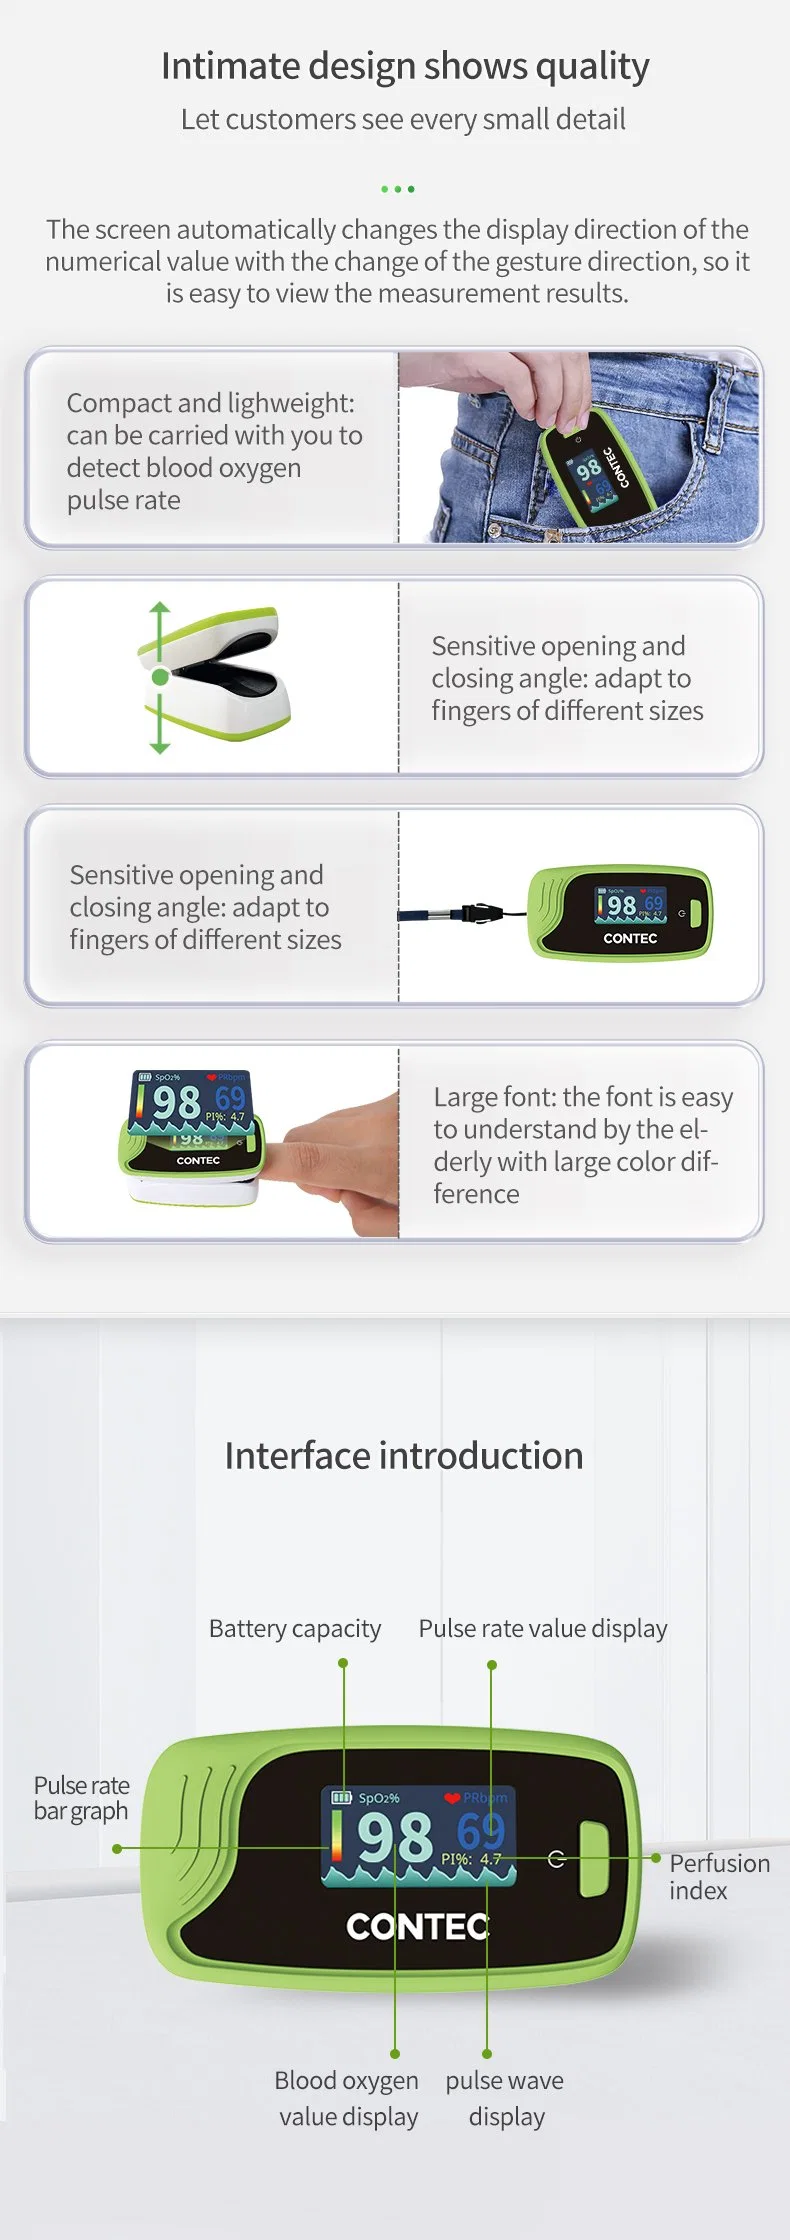 Intimate design shows quality
Let customers see every small detail
The screen automatically changes the display direction of the
numerical value with the change of the gesture direction, so it
is easy to view the measurement results.
Compact and lighweight:
can be carried with you to
detect blood oxygen
pulse rate
98
69
CONTEC
Sensitive opening and
closing angle: adapt to
fingers of different sizes
Sensitive opening and
closing angle: adapt to
fingers of different sizes
SpO2% PRbpm
98 69
PI%: 4.7
CONTEC
SpO2% PRbpm
98 69
PI%: 4.7
98
CONTEC
Large font: the font is easy
to understand by the el-
derly with large color dif-
ference
Interface introduction
Battery capacity Pulse rate value display
Pulse rate
bar graph
SpO2% PRbpm
98 69
PI%: 4.7
CONTEC
Perfusion
index
Blood oxygen
value display
pulse wave
display